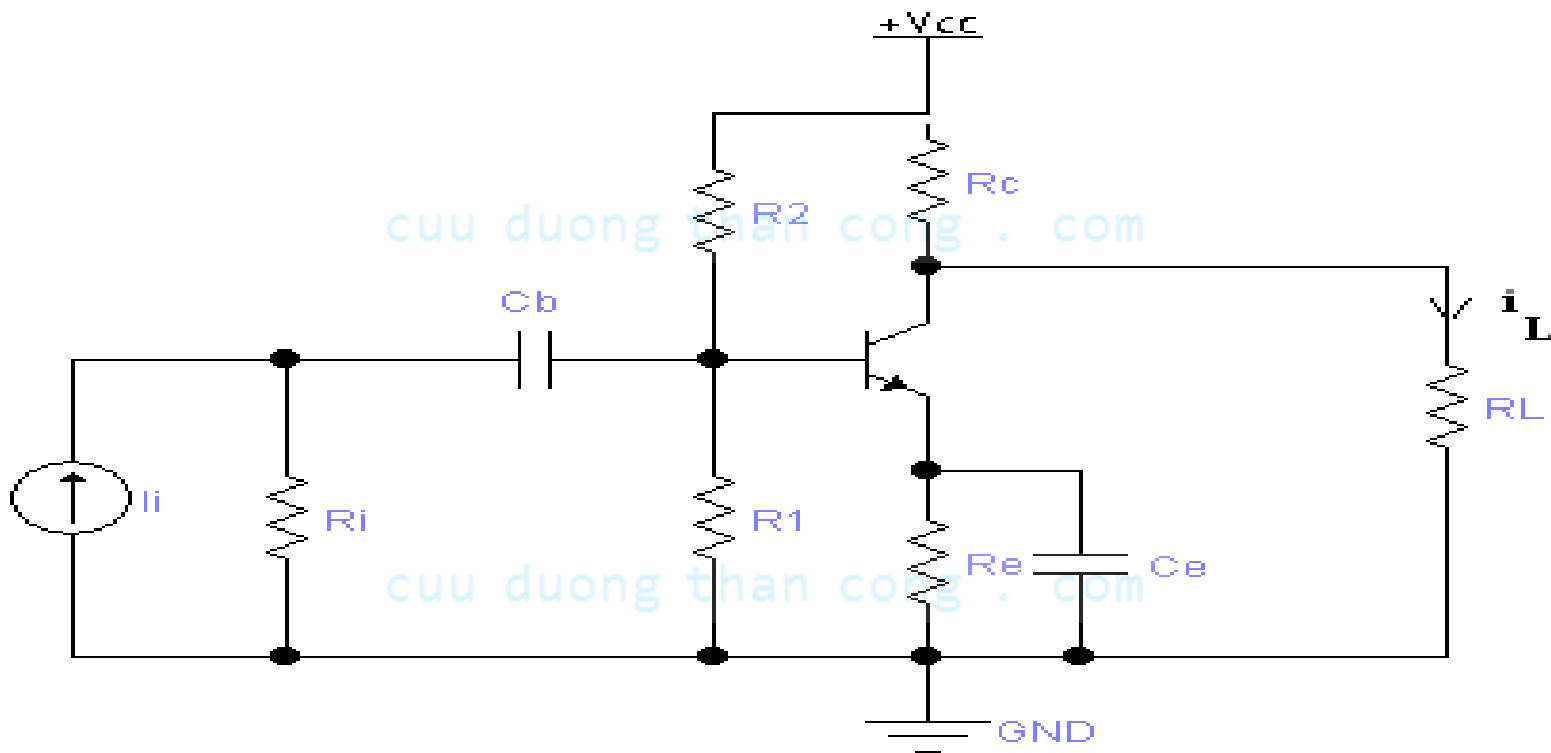 +Vcc
Rc
R2
cuu duong than cong . com
Cb
i
L
RL
Ii
Ri
R1
Re
Ce
cuu duong than cong . com
GND